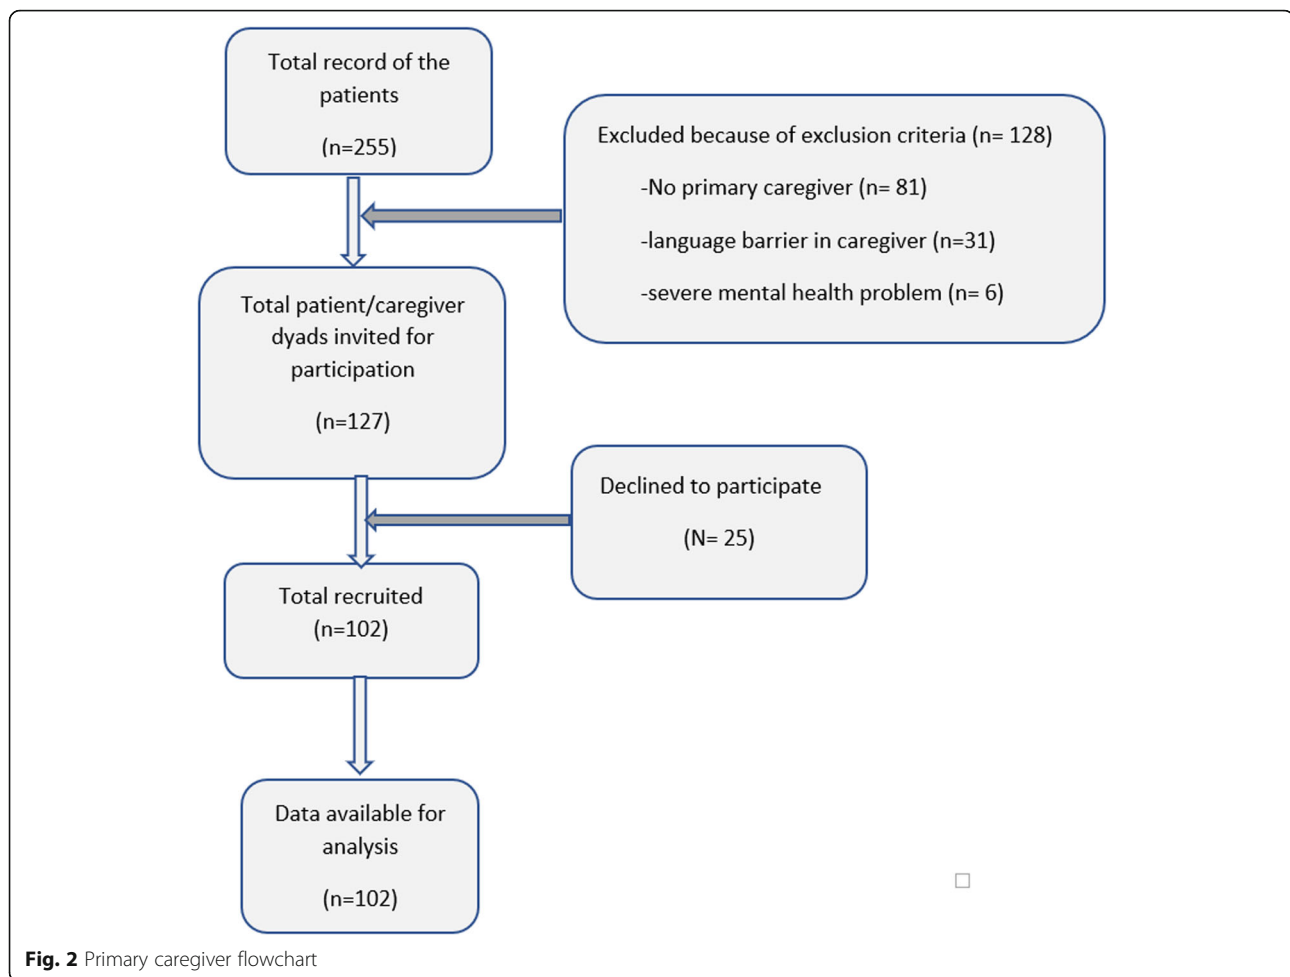 Total record of the
patients
(n=255)
Excluded because of exclusion criteria (n= 128)
-No primary caregiver (n= 81)
-language barrier in caregiver (n=31)
-severe mental health problem (n= 6)
Total patient/caregiver
dyads invited for
participation
(n=127)
Declined to participate
(N= 25)
Total recruited
(n=102)
Data available for
analysis
(n=102)
Fig. 2 Primary caregiver flowchart